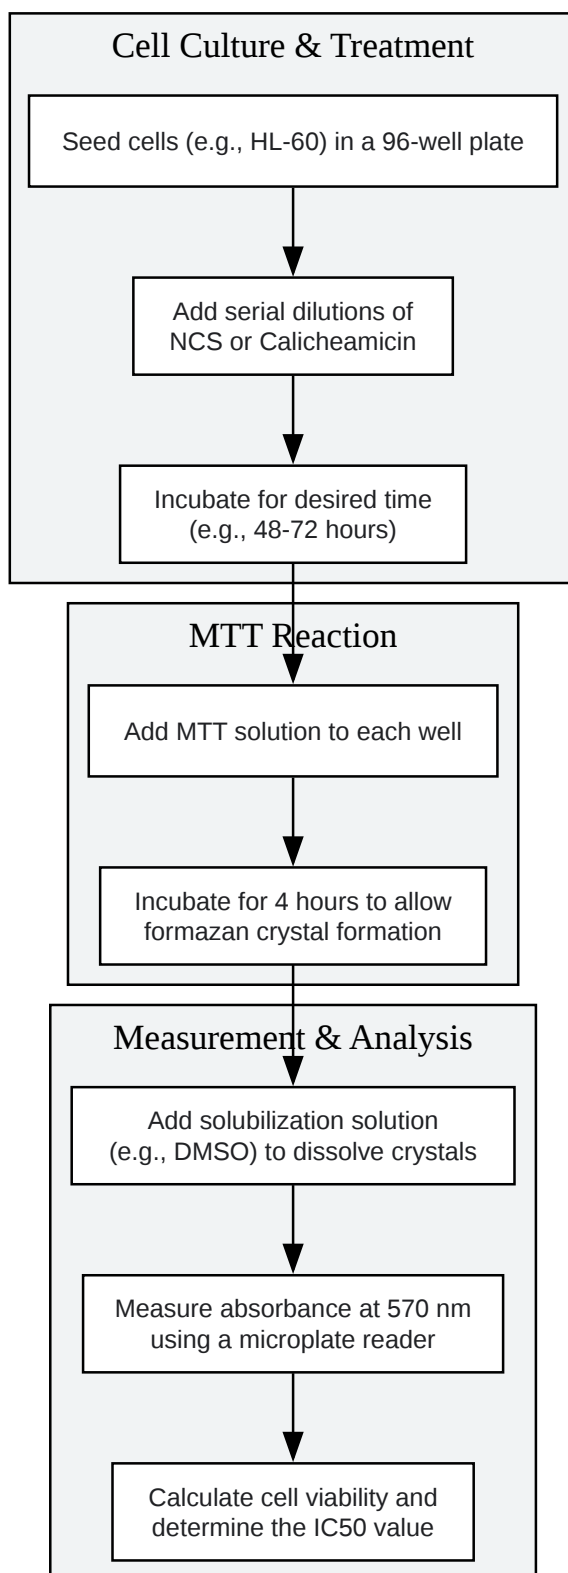 Cell Culture & Treatment
Seed cells (e.g., HL-60) in a 96-well plate
Add serial dilutions of
NCS or Calicheamicin
Incubate for desired time
(e.g., 48-72 hours)
MTT Reaction
Add MTT solution to each well
Incubate for 4 hours to allow
formazan crystal formation
Measurement & Analysis
Add solubilization solution
(e.g., DMSO) to dissolve crystals
Measure absorbance at 570 nm
using a microplate reader
Calculate cell viability and
determine the IC50 value